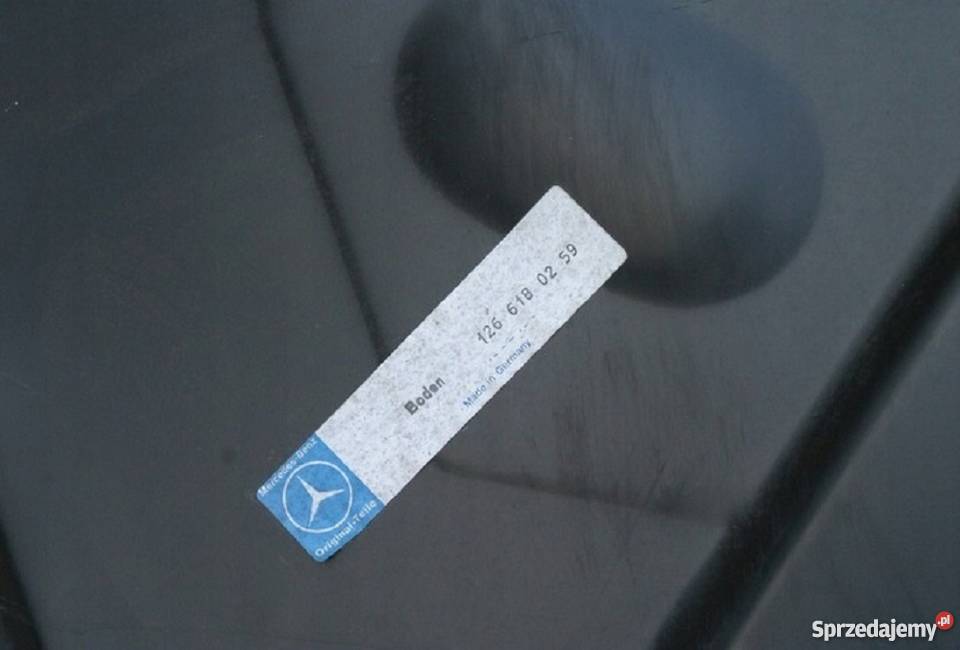 Mercedes-Benz
Original-Teile
Boden 126 618 02 59
Made in Germany
Sprzedajemy.pl